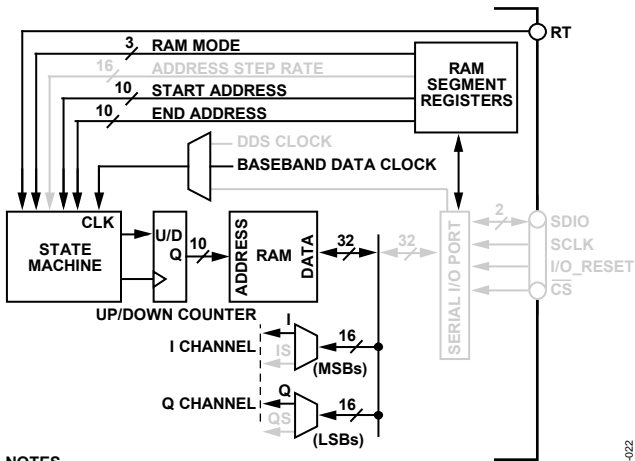 RT
3 RAM MODE
16 ADDRESS STEP RATE
10 START ADDRESS
10 END ADDRESS
RAM
SEGMENT
REGISTERS
DDS CLOCK
BASEBAND DATA CLOCK
CLK
STATE
MACHINE
U/D
Q
10
ADDRESS
RAM
DATA
32
32
SERIAL I/O PORT
2
SDIO
SCLK
I/O_RESET
CS
UP/DOWN COUNTER
I CHANNEL
I
IS
16
(MSBs)
Q CHANNEL
Q
QS
16
(LSBs)
-022